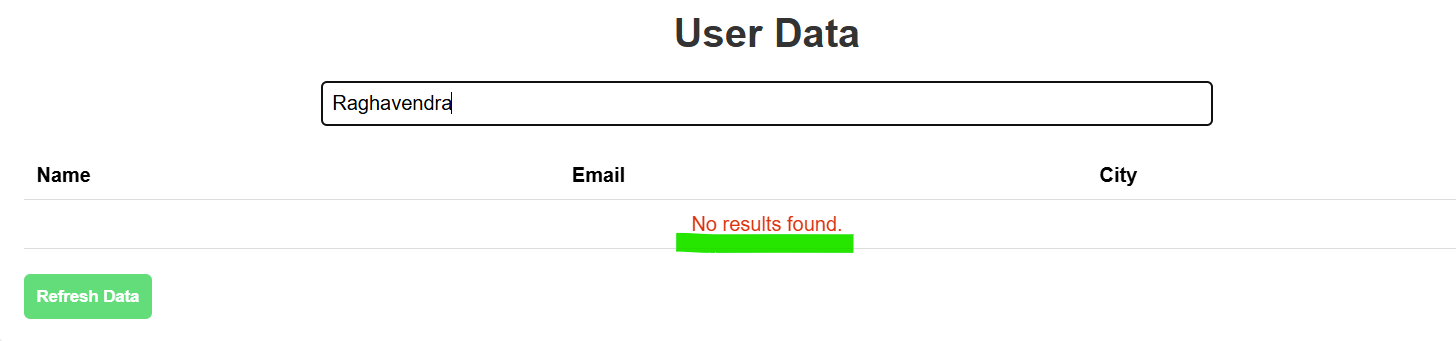 User Data
Raghavendra
Name Email City
No results found.
Refresh Data